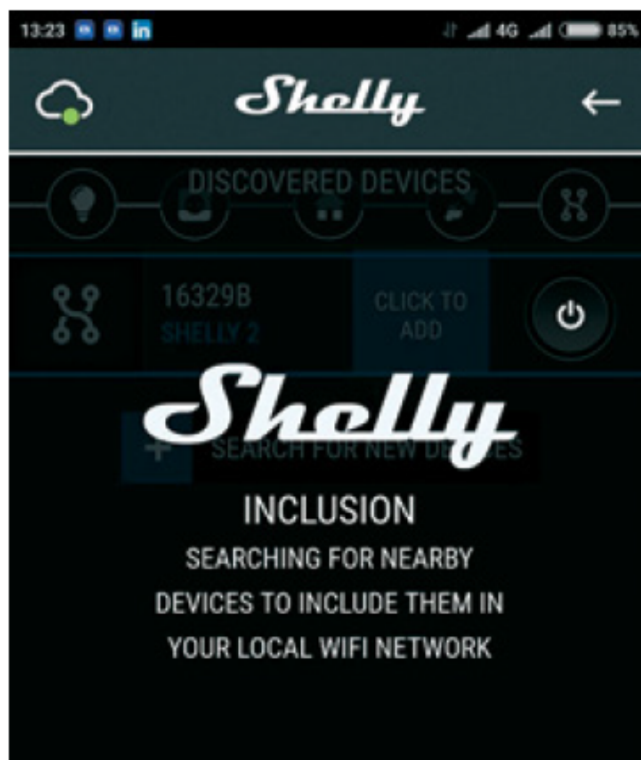 13:23 in 4G 85%
Shelly
DISCOVERED DEVICES
16329B
SHELLY 2
CLICK TO
ADD
Shelly
+ SEARCH FOR NEW DEVICES
INCLUSION
SEARCHING FOR NEARBY
DEVICES TO INCLUDE THEM IN
YOUR LOCAL WIFI NETWORK